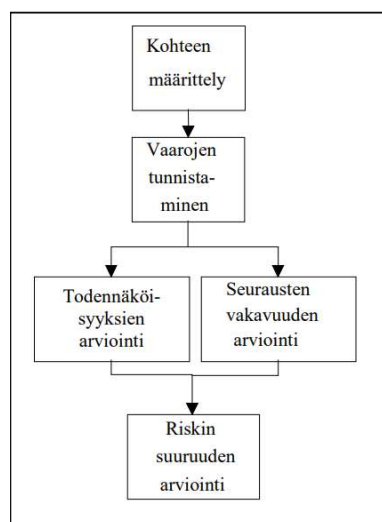 Kohteen
määrittely
Vaarojen
tunnista-
minen
Todennäköi-
syyksien
arviointi
Seurausten
vakavuuden
arviointi
Riskin
suuruuden
arviointi